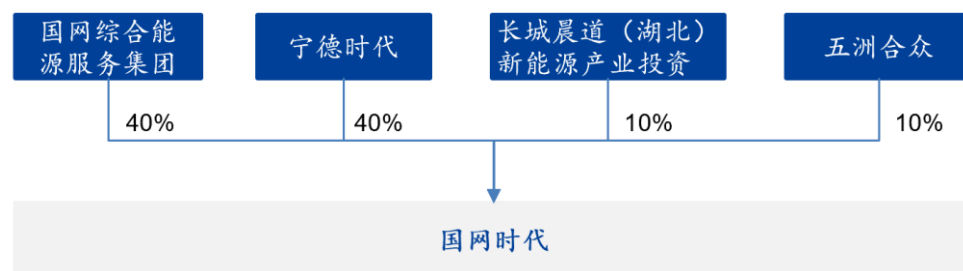 国网综合能
源服务集团
宁德时代
长城晨道（湖北）
新能源产业投资
五洲合众
40%
40%
10%
10%
国网时代